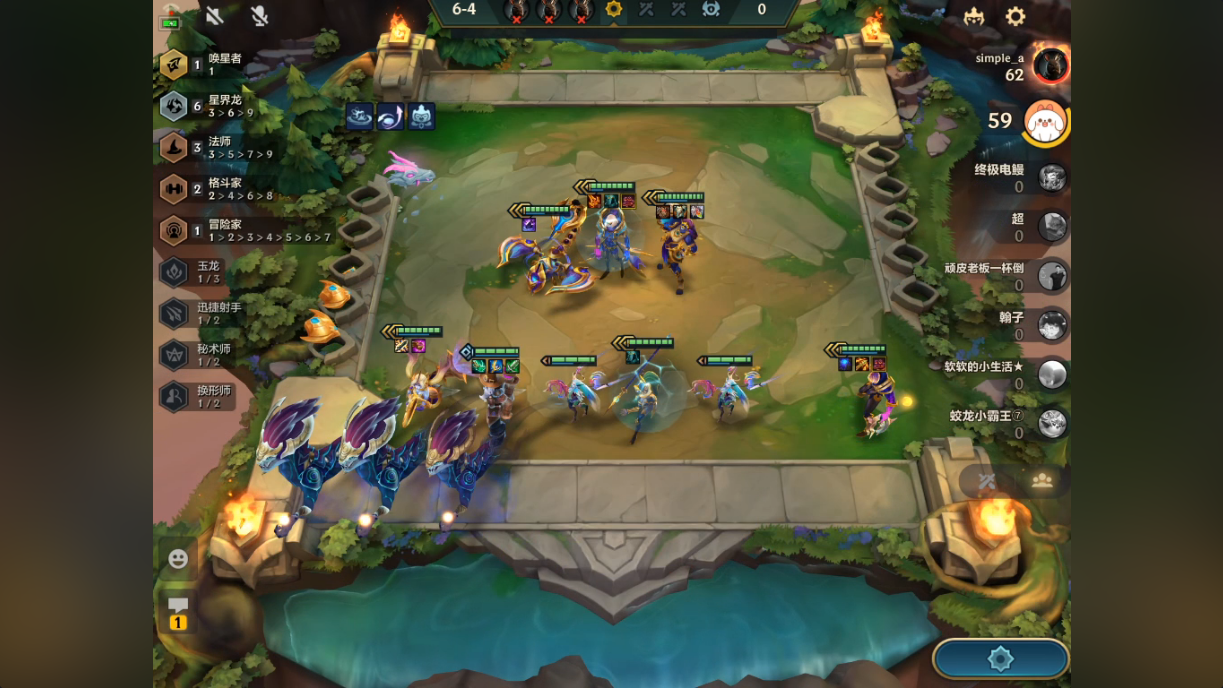 6-4
0
1
唤星者
1
6
星界龙
3 > 6 > 9
3
法师
3 > 5 > 7 > 9
2
格斗家
2 > 4 > 6 > 8
1
冒险家
1 > 2 > 3 > 4 > 5 > 6 > 7
玉龙
1 / 3
迅捷射手
1 / 2
秘术师
1 / 2
换形师
1 / 2
simple_a
62
59
终极电鳗
0
超
0
顽皮老板一杯倒
0
翰子
0
软软的小生活★
0
蛟龙小霸王⑦
0
1